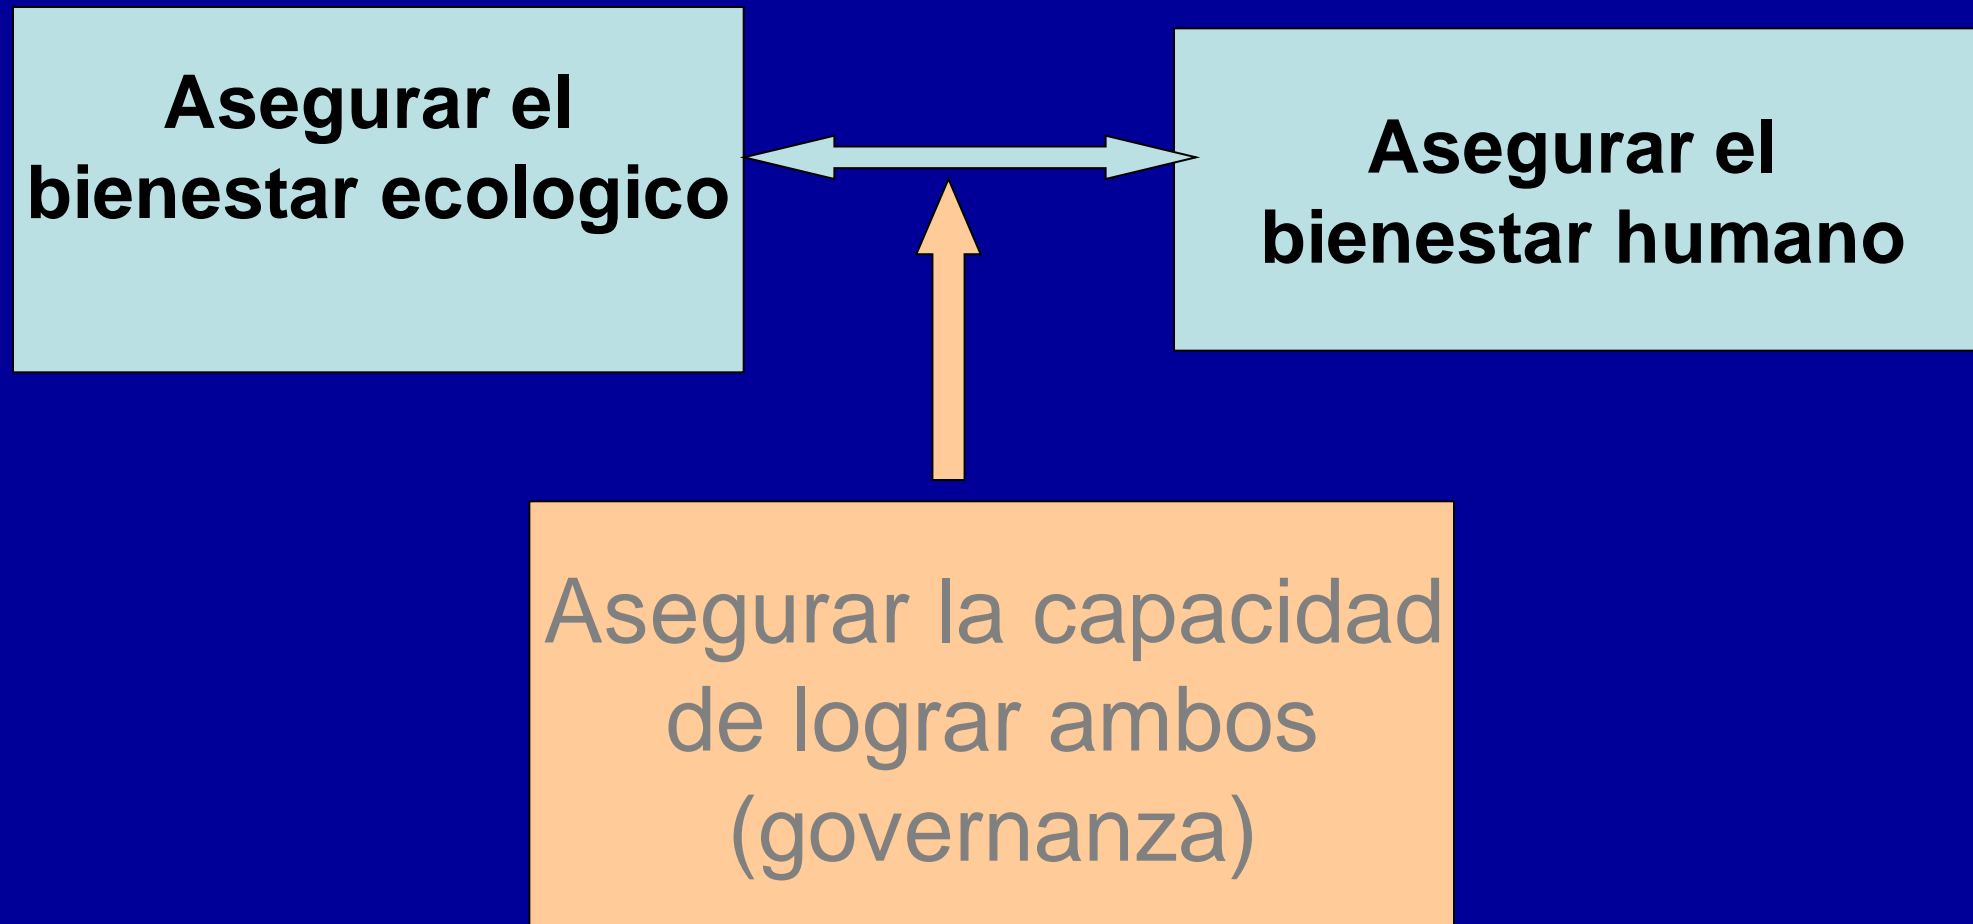 Asegurar el
bienestar ecologico
Asegurar el
bienestar humano
Asegurar la capacidad
de lograr ambos
(governanza)